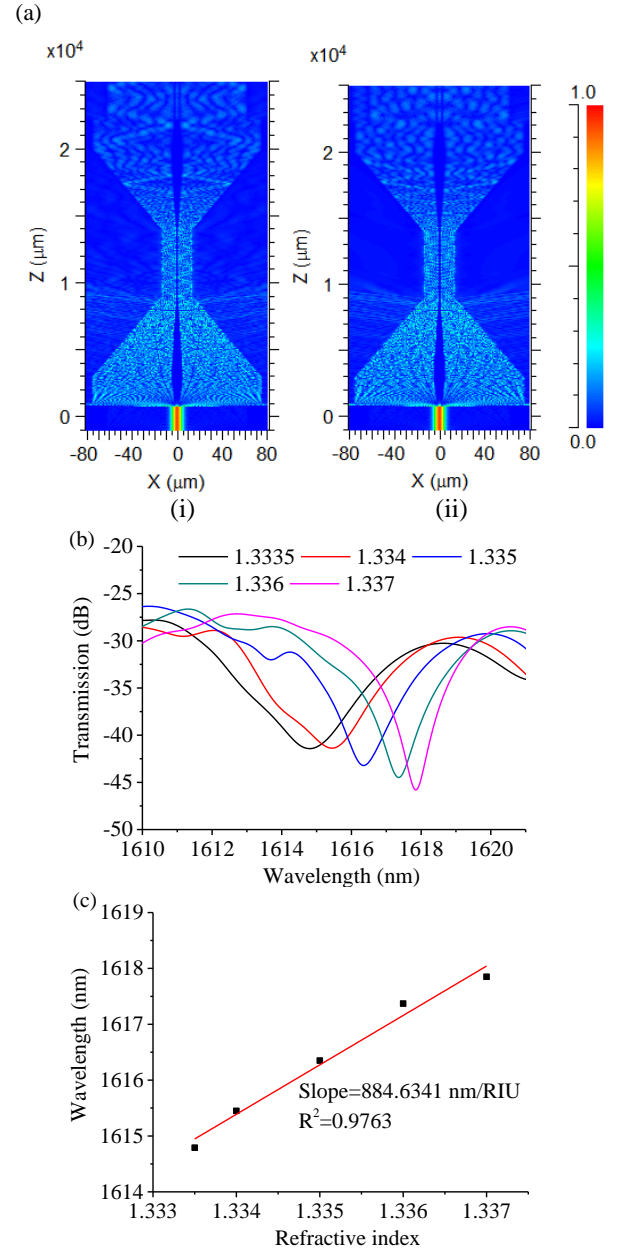 (a)
x10⁴
x10⁴
1.0
2
2
Z (μm)
Z (μm)
1
1
0
0
0.0
-80 -40 0 40 80
-80 -40 0 40 80
X (μm)
X (μm)
(i)
(ii)
(b)
-20
1.3335 1.334 1.335
1.336 1.337
-25
-30
-35
-40
-45
-50
Transmission (dB)
1610 1612 1614 1616 1618 1620
Wavelength (nm)
(c)
1619
1618
1617
1616
1615
1614
Wavelength (nm)
Slope=884.6341 nm/RIU
R²=0.9763
1.333 1.334 1.335 1.336 1.337
Refractive index